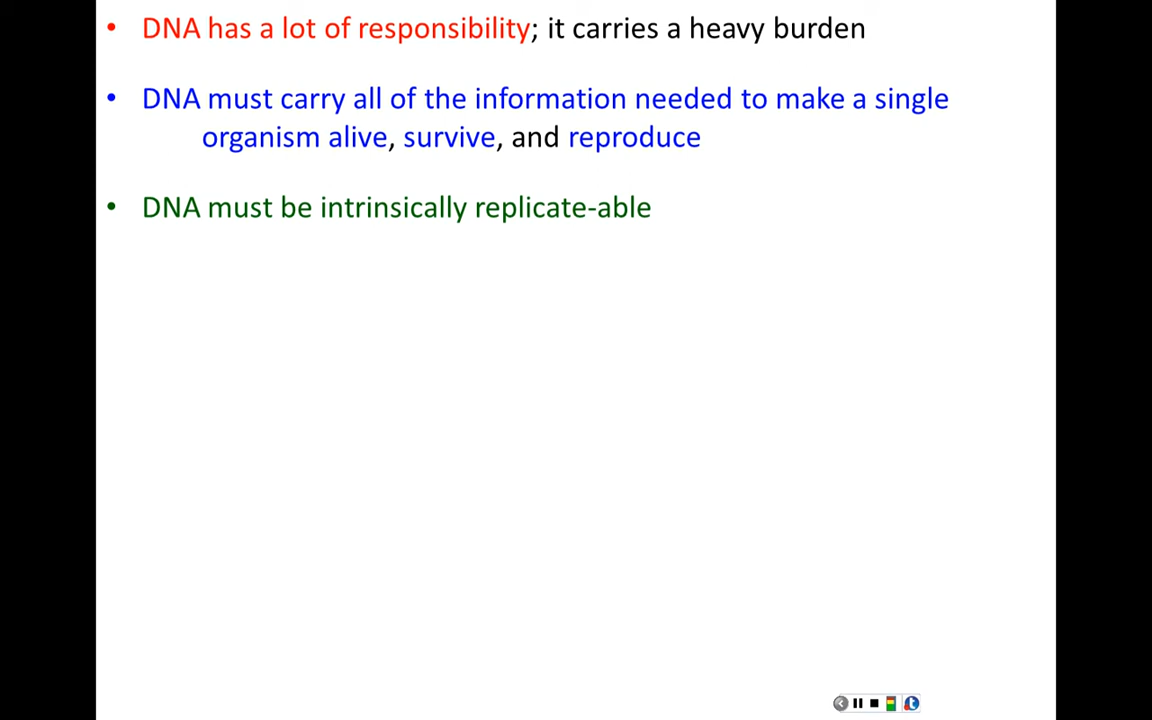 • DNA has a lot of responsibility; it carries a heavy burden
• DNA must carry all of the information needed to make a single
organism alive, survive, and reproduce
• DNA must be intrinsically replicate-able